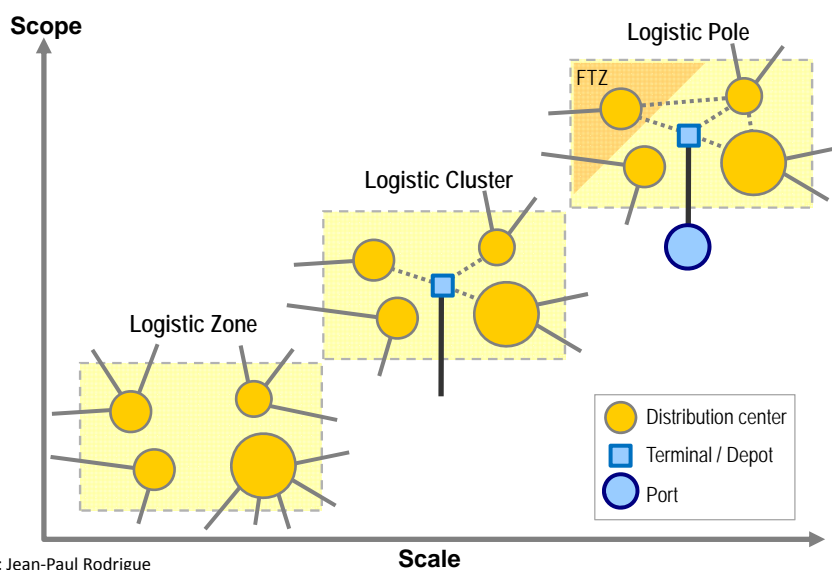 Scope
Logistic Pole
FTZ
Logistic Cluster
Logistic Zone
Distribution center
Terminal / Depot
Port
Scale
: Jean-Paul Rodrigue